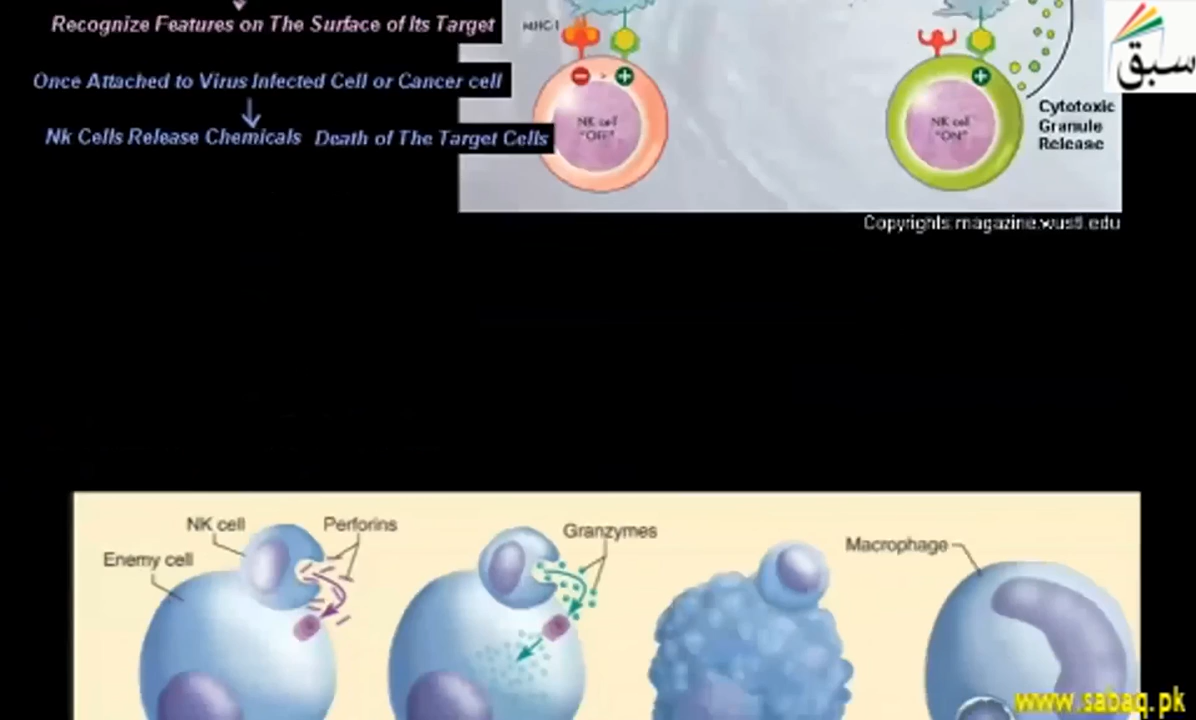 Recognize Features on The Surface of Its Target
MHC-I
سبق
Once Attached to Virus Infected Cell or Cancer cell
Nk Cells Release Chemicals Death of The Target Cells
NK cell
"OFF"
NK cell
"ON"
Cytotoxic
Granule
Release
Copyrights magazine.wustl.edu
NK cell
Perforins
Enemy cell
Granzymes
Macrophage
www.sabaq.pk